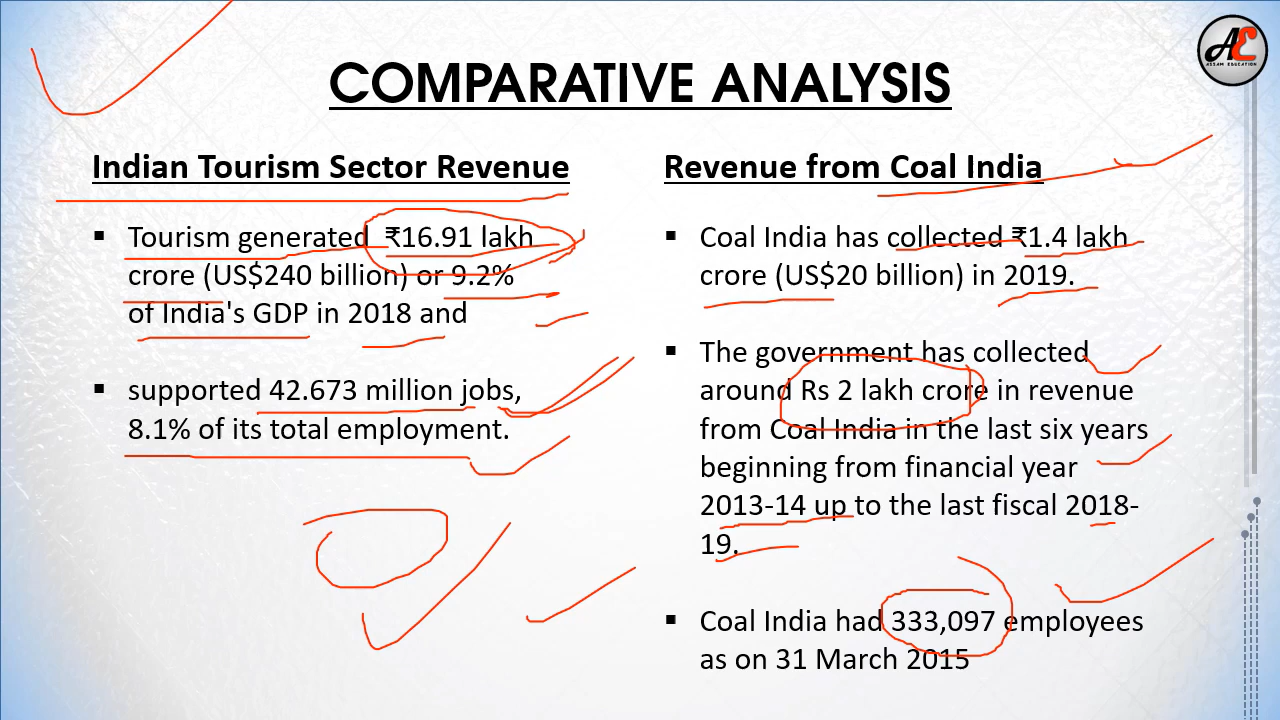 COMPARATIVE ANALYSIS
AE
ASSAM EDUCATION
Indian Tourism Sector Revenue
▪ Tourism generated ₹16.91 lakh
crore (US$240 billion) or 9.2%
of India's GDP in 2018 and
▪ supported 42.673 million jobs,
8.1% of its total employment.
Revenue from Coal India
▪ Coal India has collected ₹1.4 lakh
crore (US$20 billion) in 2019.
▪ The government has collected
around Rs 2 lakh crore in revenue
from Coal India in the last six years
beginning from financial year
2013-14 up to the last fiscal 2018-
19.
▪ Coal India had 333,097 employees
as on 31 March 2015